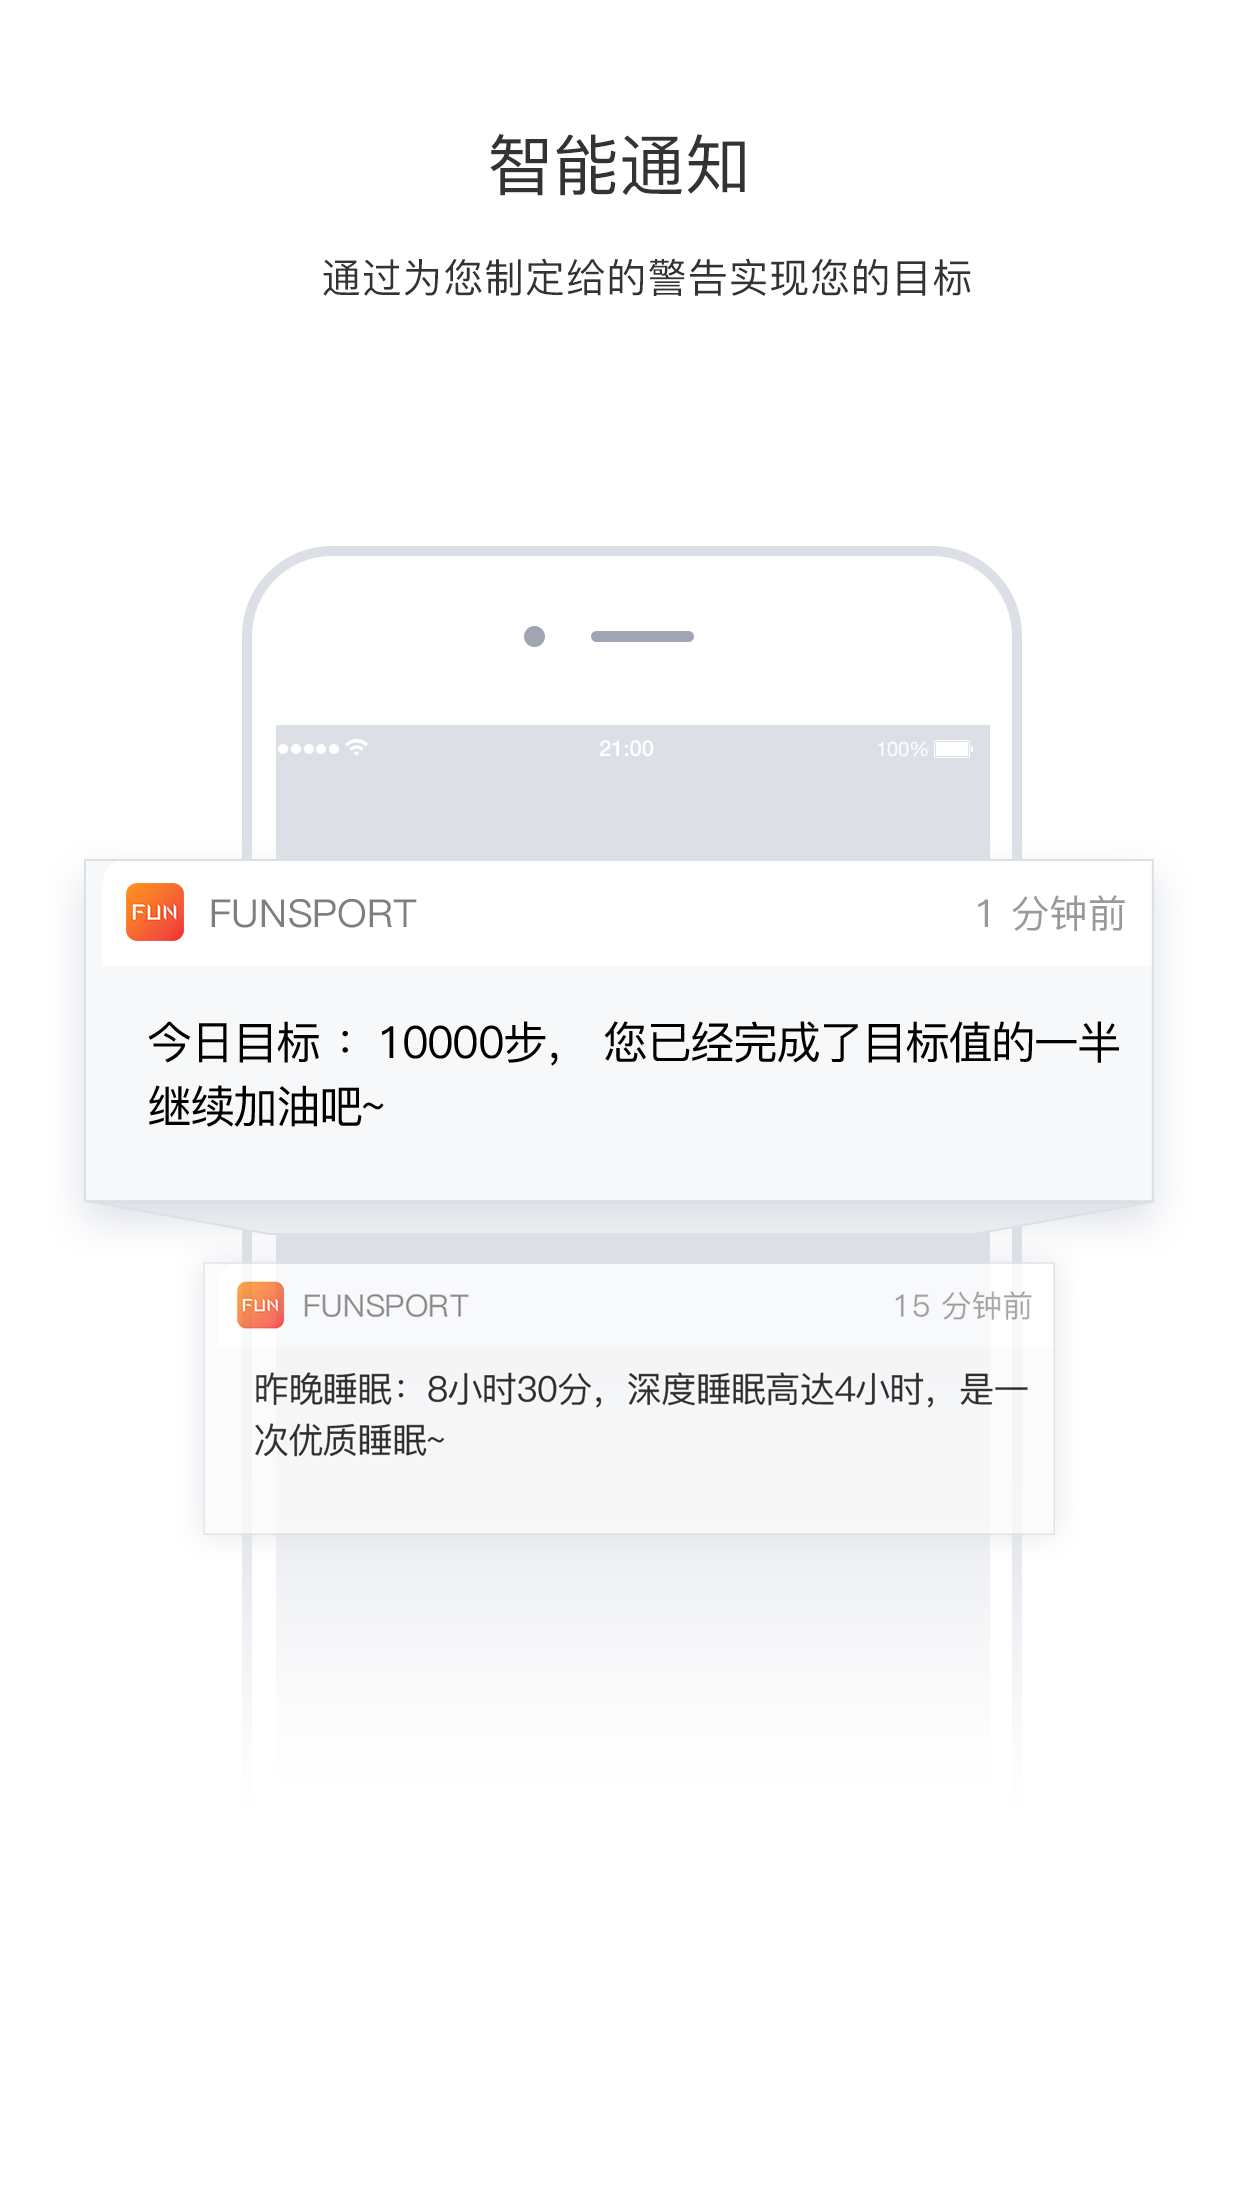 智能通知
通过为您制定给的警告实现您的目标
21:00
100%
FUN
FUNSPORT
1 分钟前
今日目标 ：10000步， 您已经完成了目标值的一半
继续加油吧~
FUN
FUNSPORT
15 分钟前
昨晚睡眠：8小时30分，深度睡眠高达4小时，是一
次优质睡眠~